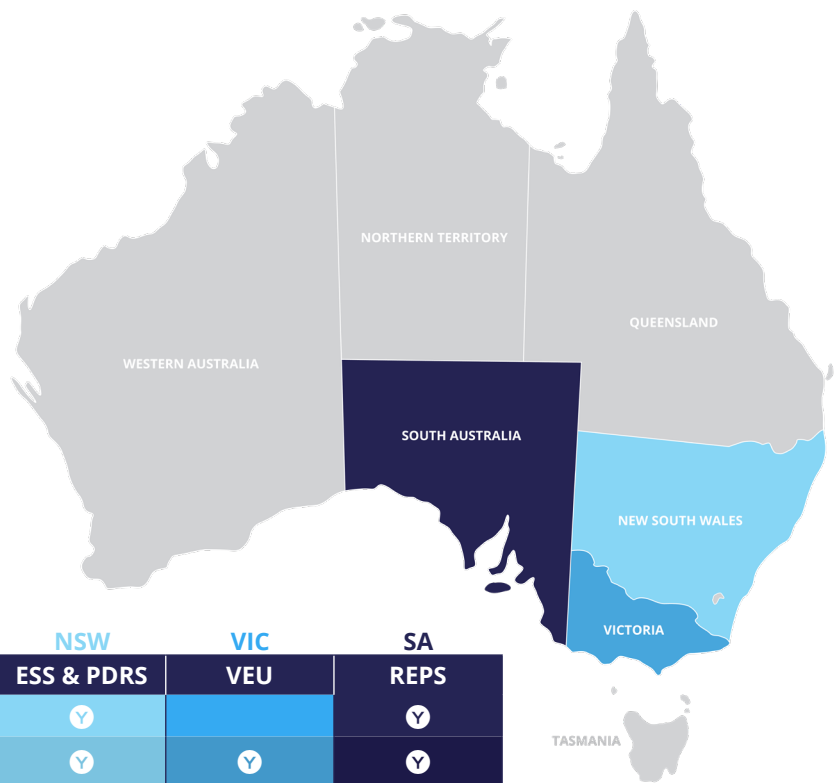 NORTHERN TERRITORY
QUEENSLAND
WESTERN AUSTRALIA
SOUTH AUSTRALIA
NEW SOUTH WALES
VICTORIA
TASMANIA
NSW VIC SA
ESS & PDRS VEU REPS
Y Y
Y Y Y